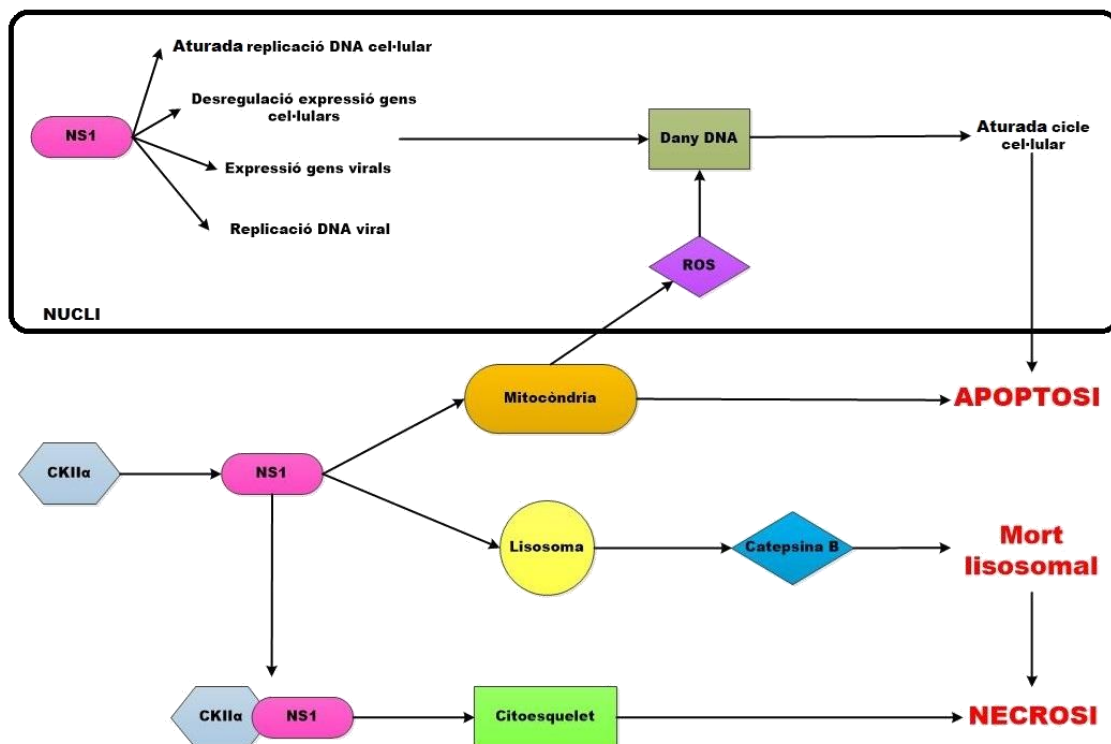 Aturada replicació DNA cel·lular
Desregulació expressió gens
cel·lulars
NS1
Dany DNA
Aturada cicle
cel·lular
Expressió gens virals
Replicació DNA viral
ROS
NUCLI
Mitocòndria
APOPTOSI
CKIIα
NS1
Lisosoma
Catepsina B
Mort
lisosomal
CKIIα
NS1
Citoesquelet
NECROSI